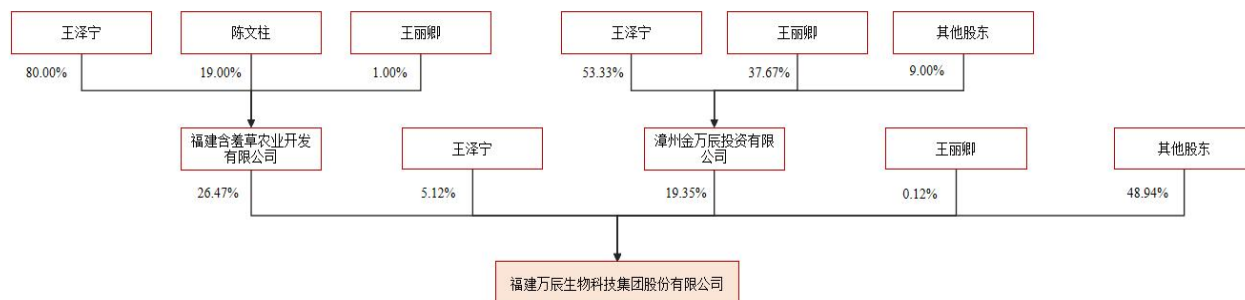 王泽宁
陈文柱
王丽卿
王泽宁
王丽卿
其他股东
80.00%
19.00%
1.00%
53.33%
37.67%
9.00%
福建含羞草农业开发
有限公司
王泽宁
漳州金万辰投资有限
公司
王丽卿
其他股东
26.47%
5.12%
19.35%
0.12%
48.94%
福建万辰生物科技集团股份有限公司